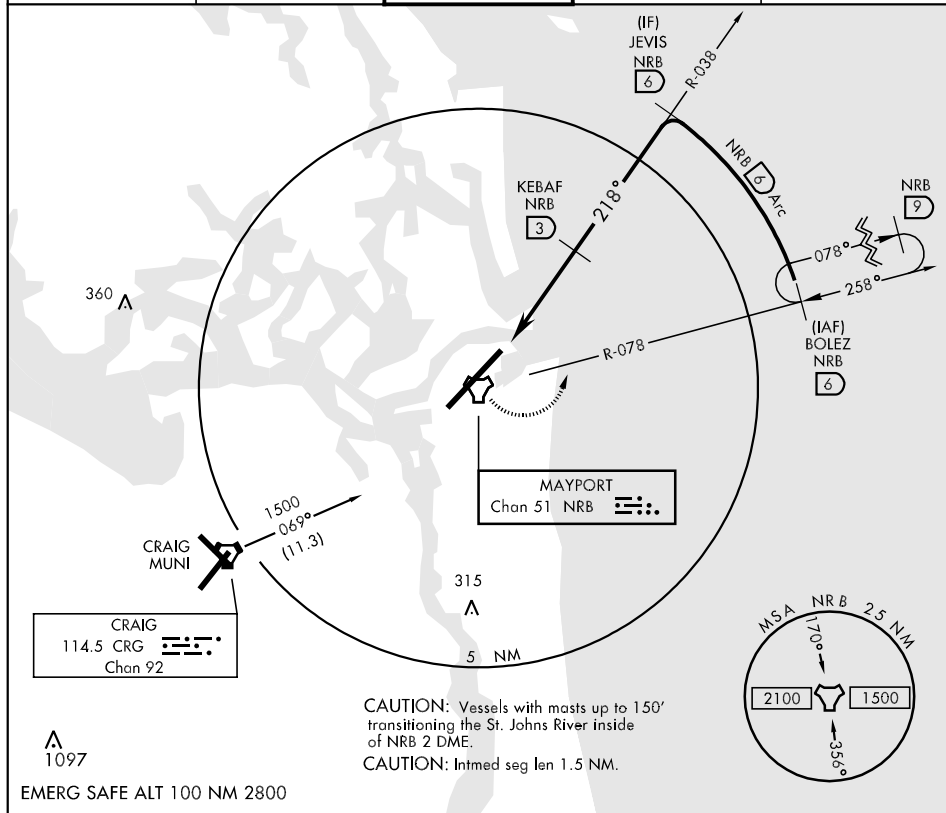 (IF)
JEVIS
NRB
6
R-038
NRB 6 Arc
KEBAF
NRB
3
218°
NRB
9
078°
258°
360
(IAF)
BOLEZ
NRB
6
R-078
MAYPORT
Chan 51 NRB
1500
069°
(11.3)
CRAIG
MUNI
315
CRAIG
114.5 CRG
Chan 92
5 NM
MSA NRB 25 NM
170°
2100
1500
356°
CAUTION: Vessels with masts up to 150'
transitioning the St. Johns River inside
of NRB 2 DME.
CAUTION: Intmed seg len 1.5 NM.
1097
EMERG SAFE ALT 100 NM 2800